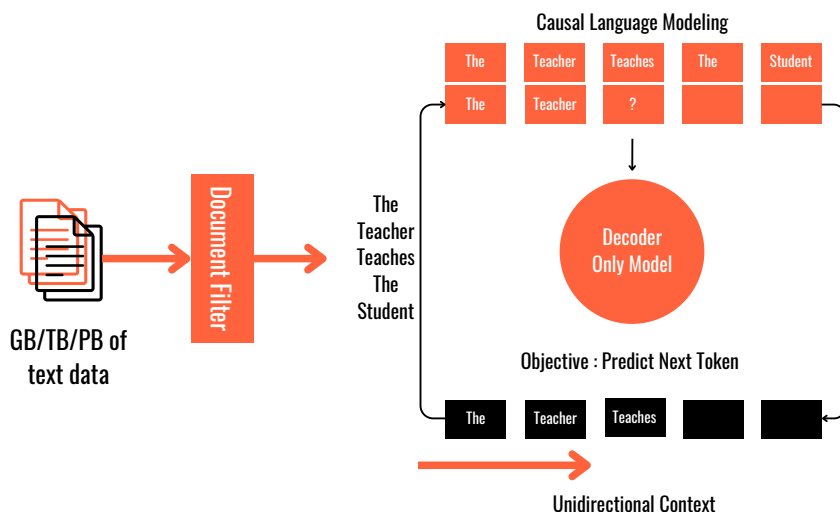 Causal Language Modeling
The Teacher Teaches The Student
The Teacher ?
Document Filter
The
Teacher
Teaches
The
Student
Decoder
Only Model
GB/TB/PB of
text data
Objective : Predict Next Token
The Teacher Teaches
Unidirectional Context